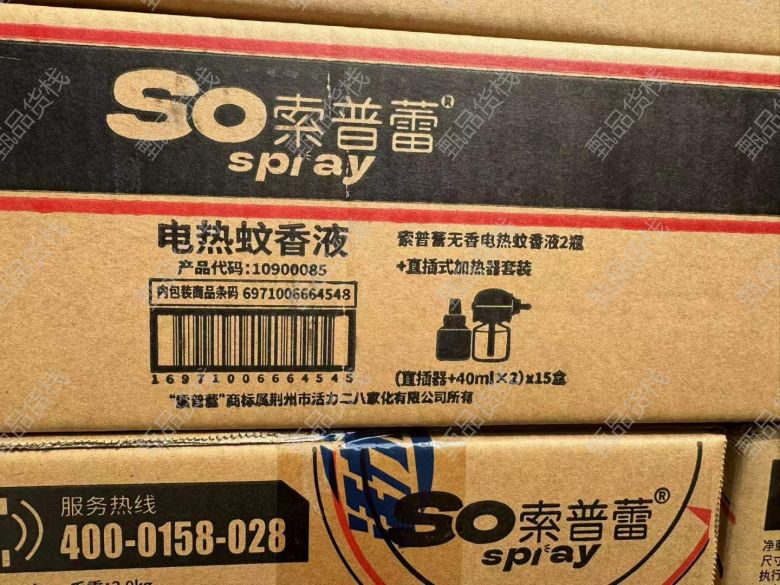 So索普蕾®
spray
电热蚊香液
产品代码:10900085
内包装商品条码 6971006664548
16971006664545
"索普蕾"商标属荆州市活力二八家化有限公司所有
索普蕾无香电热蚊香液2瓶
+直插式加热器套装
(直插器+40ml×2)x15盒
服务热线
400-0158-028
So索普蕾®
spray
甄品货栈